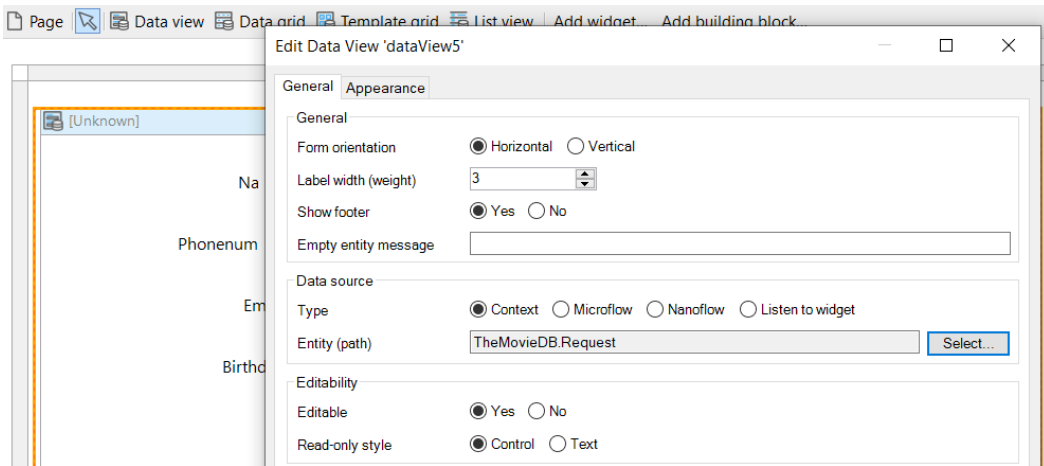 Page Data view Data grid Template grid List view Add widget... Add building block...
Edit Data View 'dataView5'
General Appearance
[Unknown]
General
Form orientation Horizontal Vertical
Na
Label width (weight) 3
Show footer Yes No
Phonenum
Empty entity message
Data source
Em
Type Context Microflow Nanoflow Listen to widget
Entity (path) TheMovieDB.Request Select...
Birthd
Editability
Editable Yes No
Read-only style Control Text